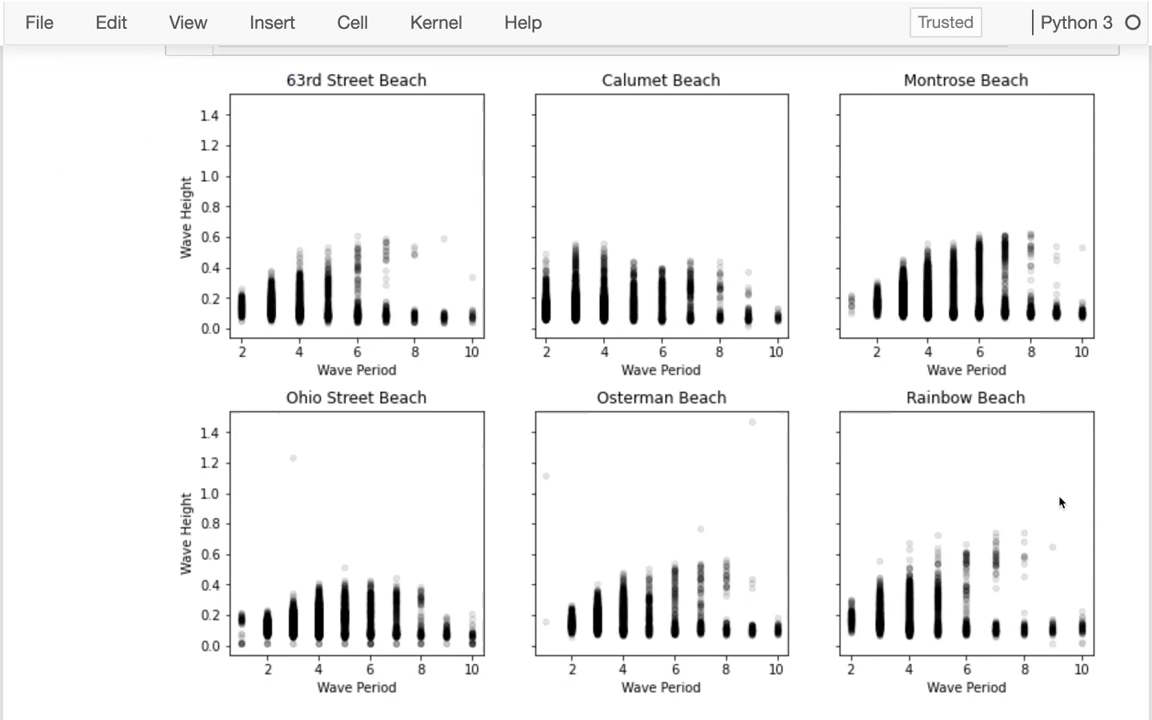 File Edit View Insert Cell Kernel Help Trusted Python 3
63rd Street Beach Calumet Beach Montrose Beach
Wave Height
1.4
1.2
1.0
0.8
0.6
0.4
0.2
0.0
2 4 6 8 10 2 4 6 8 10 2 4 6 8 10
Wave Period Wave Period Wave Period
Ohio Street Beach Osterman Beach Rainbow Beach
Wave Height
1.4
1.2
1.0
0.8
0.6
0.4
0.2
0.0
2 4 6 8 10 2 4 6 8 10 2 4 6 8 10
Wave Period Wave Period Wave Period